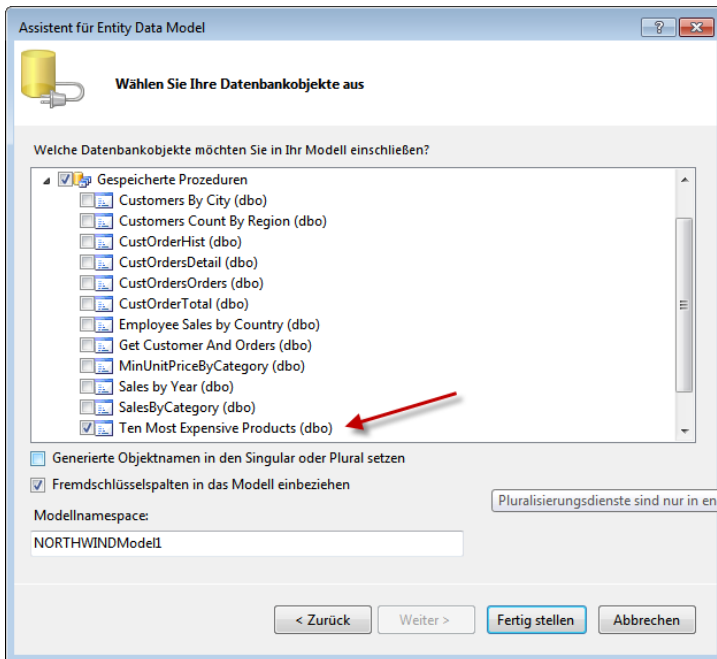 Assistent für Entity Data Model
Wählen Sie Ihre Datenbankobjekte aus
Welche Datenbankobjekte möchten Sie in Ihr Modell einschließen?
Gespeicherte Prozeduren
Customers By City (dbo)
Customers Count By Region (dbo)
CustOrderHist (dbo)
CustOrdersDetail (dbo)
CustOrdersOrders (dbo)
CustOrderTotal (dbo)
Employee Sales by Country (dbo)
Get Customer And Orders (dbo)
MinUnitPriceByCategory (dbo)
Sales by Year (dbo)
SalesByCategory (dbo)
Ten Most Expensive Products (dbo)
Generierte Objektnamen in den Singular oder Plural setzen
Fremdschlüsselspalten in das Modell einbeziehen
Pluralisierungsdienste sind nur in en
Modellnamespace:
NORTHWINDModel1
< Zurück Weiter > Fertig stellen Abbrechen